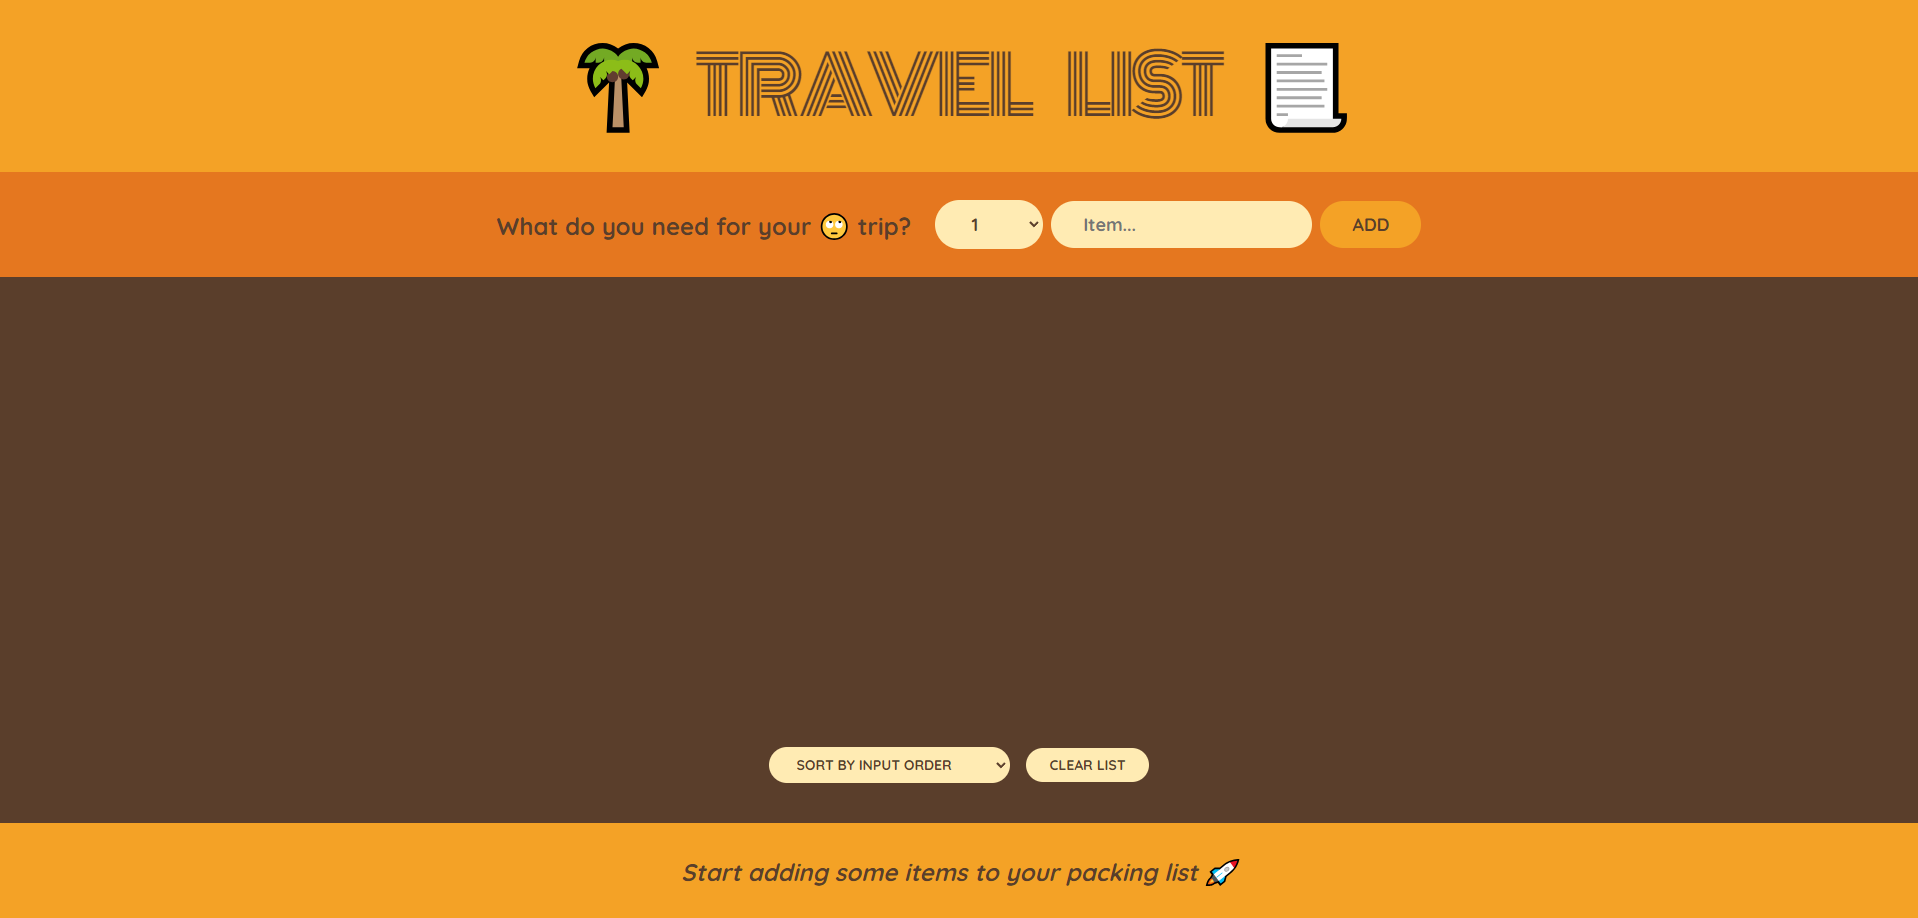 TRAVEL LIST
What do you need for your 🙄 trip? 1 Item... ADD
SORT BY INPUT ORDER CLEAR LIST
Start adding some items to your packing list 🚀